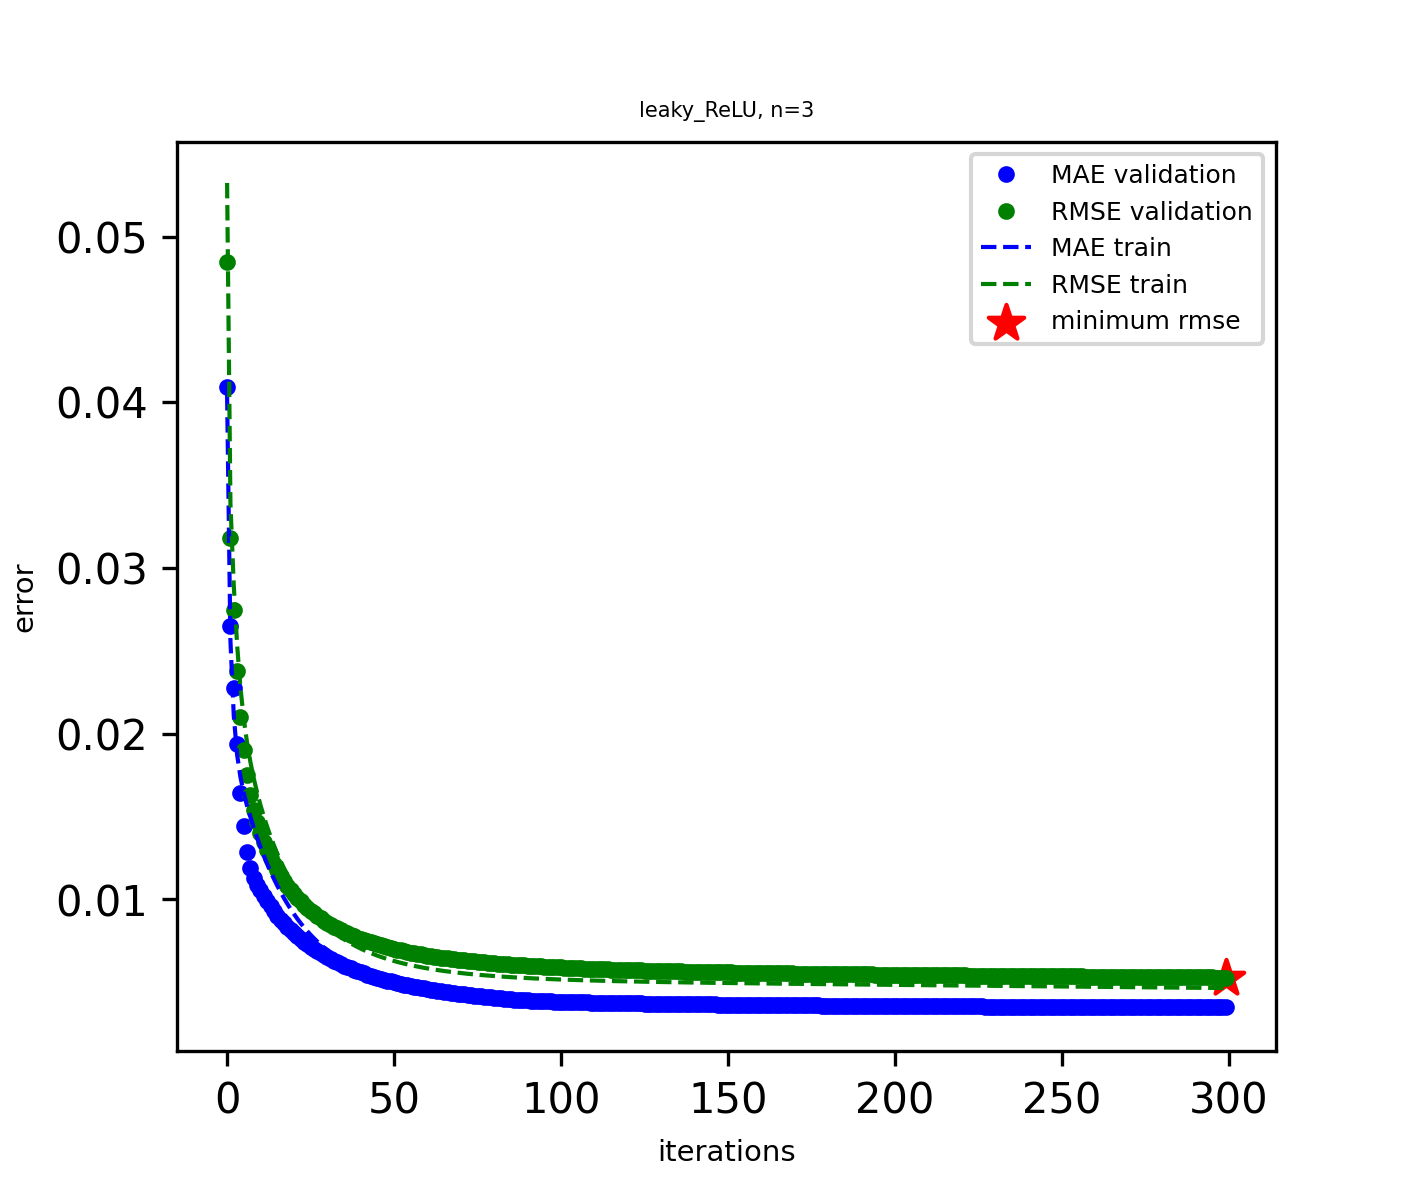 leaky_ReLU, n=3
MAE validation
RMSE validation
MAE train
RMSE train
minimum rmse
0.05
0.04
0.03
0.02
0.01
error
0 50 100 150 200 250 300
iterations